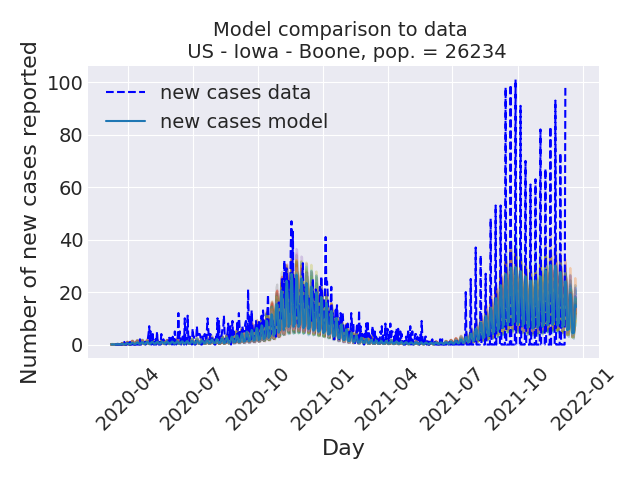 Model comparison to data
US - Iowa - Boone, pop. = 26234
new cases data
new cases model
Number of new cases reported
100
80
60
40
20
0
2020-04
2020-07
2020-10
2021-01
2021-04
2021-07
2021-10
2022-01
Day